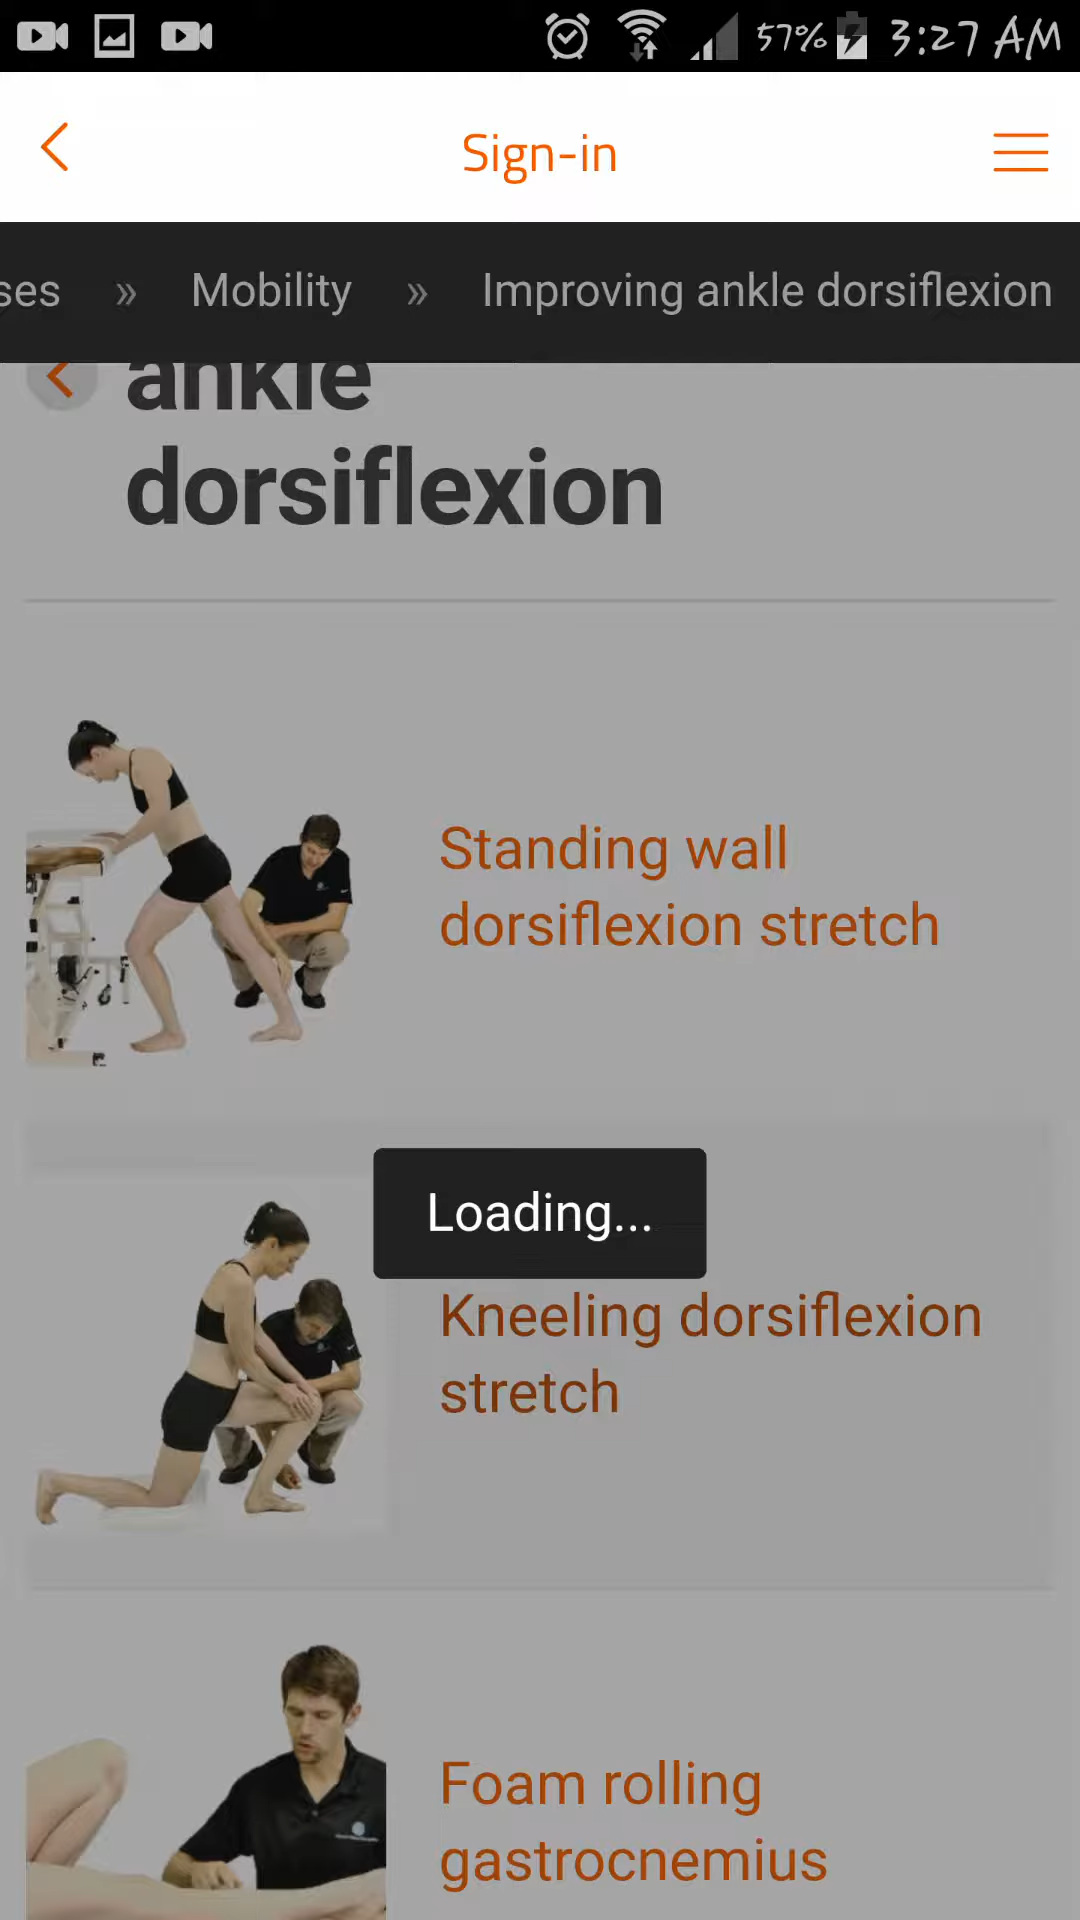 57% 3:27 AM
Sign-in
ses » Mobility » Improving ankle dorsiflexion
ankle
dorsiflexion
Standing wall
dorsiflexion stretch
Loading...
Kneeling dorsiflexion
stretch
Foam rolling
gastrocnemius